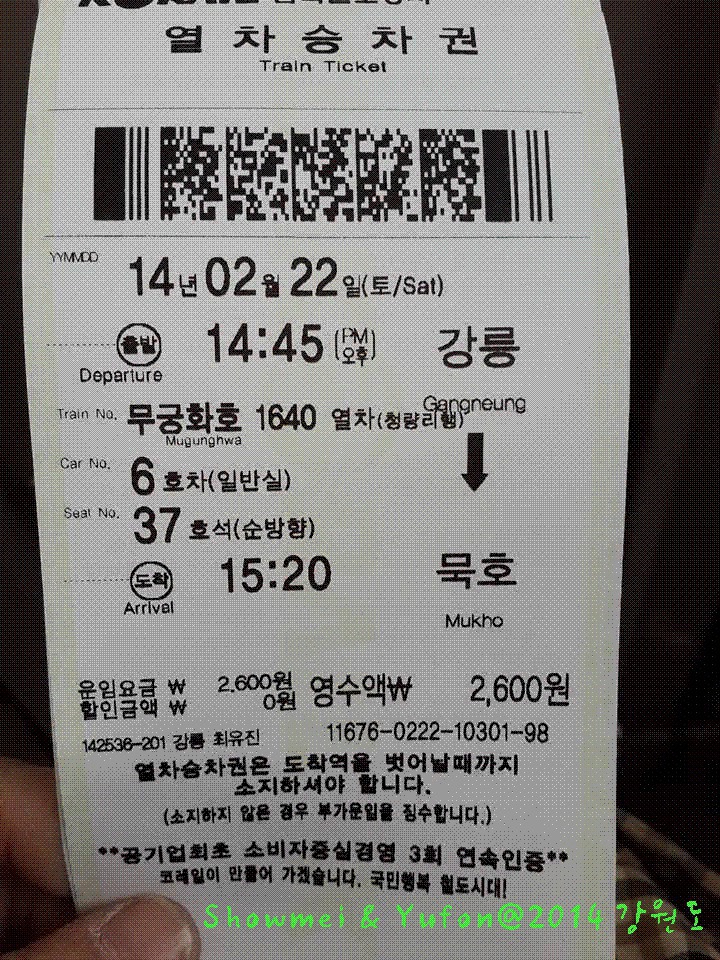 열차승차권
Train Ticket
YYMMDD 14년 02월 22일(토/Sat)
출발 14:45 (PM 오후) 강릉
Departure Gangneung
Train No. 무궁화호 1640 열차(청량리행)
Mugunghwa
Car No. 6 호차(일반실)
Seat No. 37 호석(순방향)
도착 15:20 묵호
Arrival Mukho
운임요금 ₩ 2,600원 영수액₩ 2,600원
할인금액 ₩ 0원
142536-201 강릉 최유진 11676-0222-10301-98
열차승차권은 도착역을 벗어날때까지
소지하셔야 합니다.
(소지하지 않은 경우 부가운임을 징수합니다.)
**공기업최초 소비자중심경영 3회 연속인증**
코레일이 만들어 가겠습니다. 국민행복 철도시대!
Showmei & Yufon@2014 강원도